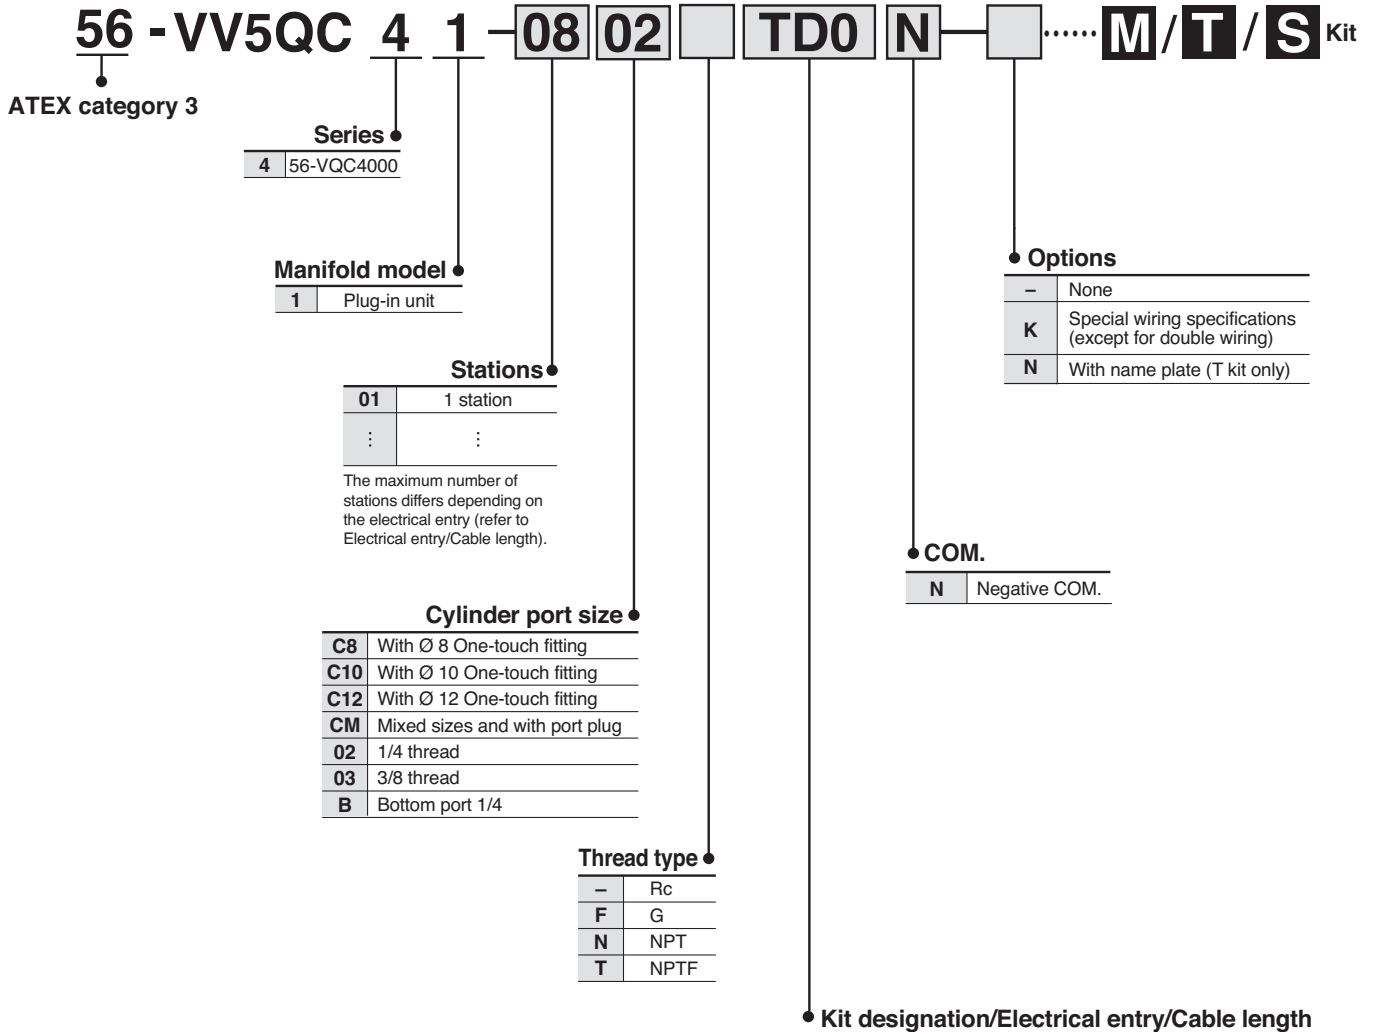 56 - VV5QC 4 1 - 08 02 TD0 N - ...... M / T / S Kit
ATEX category 3
Series
4 56-VQC4000
Manifold model
1 Plug-in unit
Stations
01 1 station
⋮ ⋮
The maximum number of
stations differs depending on
the electrical entry (refer to
Electrical entry/Cable length).
Cylinder port size
C8 With Ø 8 One-touch fitting
C10 With Ø 10 One-touch fitting
C12 With Ø 12 One-touch fitting
CM Mixed sizes and with port plug
02 1/4 thread
03 3/8 thread
B Bottom port 1/4
Thread type
– Rc
F G
N NPT
T NPTF
Kit designation/Electrical entry/Cable length
COM.
N Negative COM.
Options
– None
K Special wiring specifications
(except for double wiring)
N With name plate (T kit only)